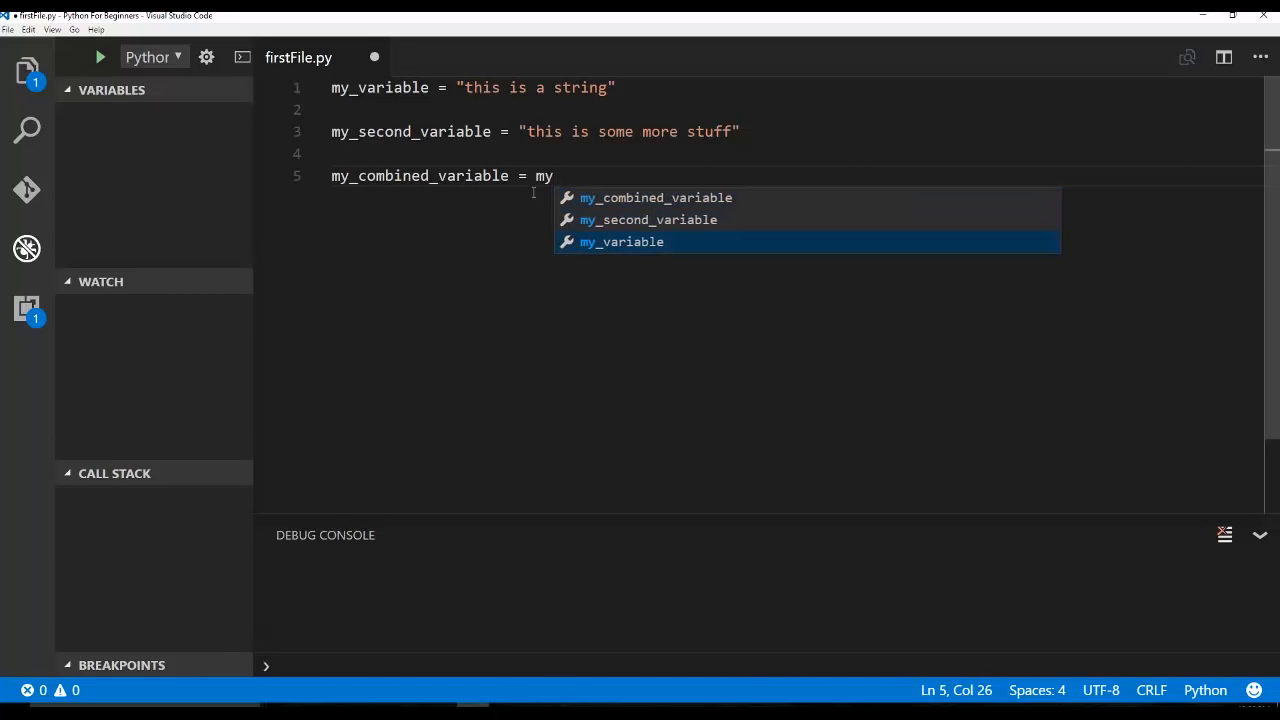 firstFile.py - Python For Beginners - Visual Studio Code
File Edit View Go Help
Python
firstFile.py
1
VARIABLES
1 my_variable = "this is a string"
2
3 my_second_variable = "this is some more stuff"
4
5 my_combined_variable = my
my_combined_variable
my_second_variable
my_variable
WATCH
1
CALL STACK
DEBUG CONSOLE
BREAKPOINTS
0 0 Ln 5, Col 26 Spaces: 4 UTF-8 CRLF Python